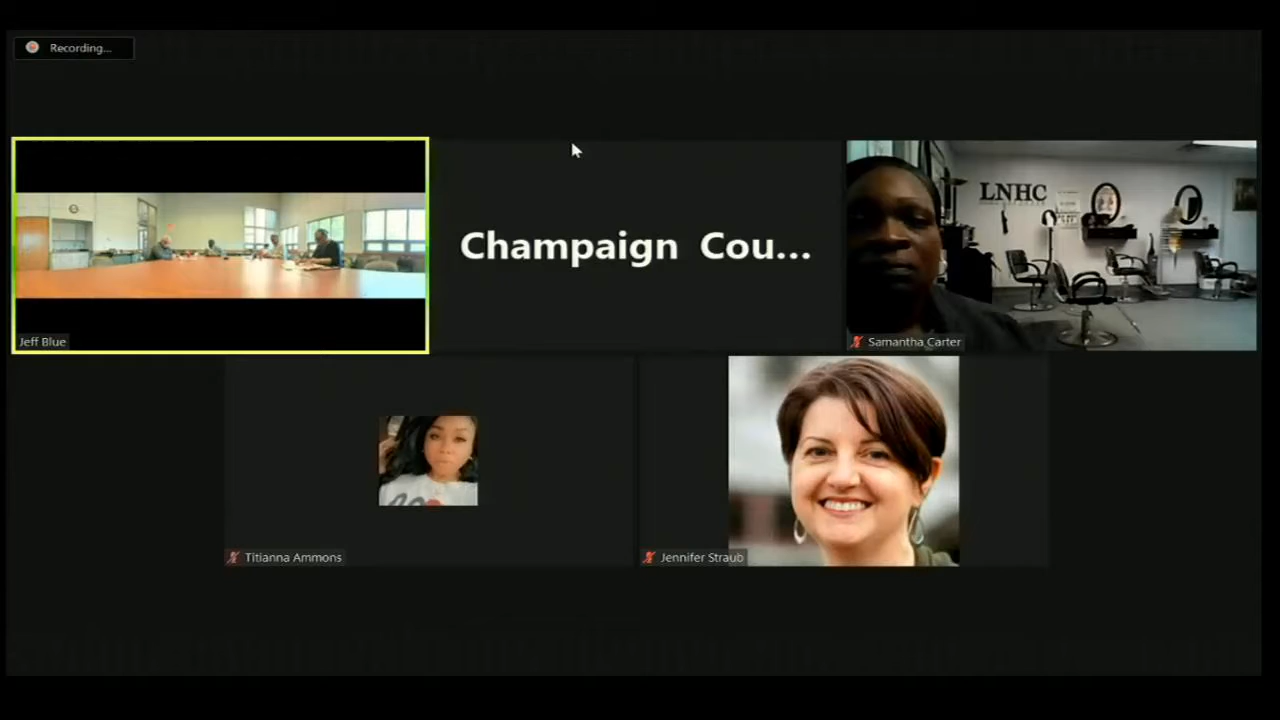 Recording...
Jeff Blue
Champaign Cou...
LNHC
Samantha Carter
Titianna Ammons
Jennifer Straub